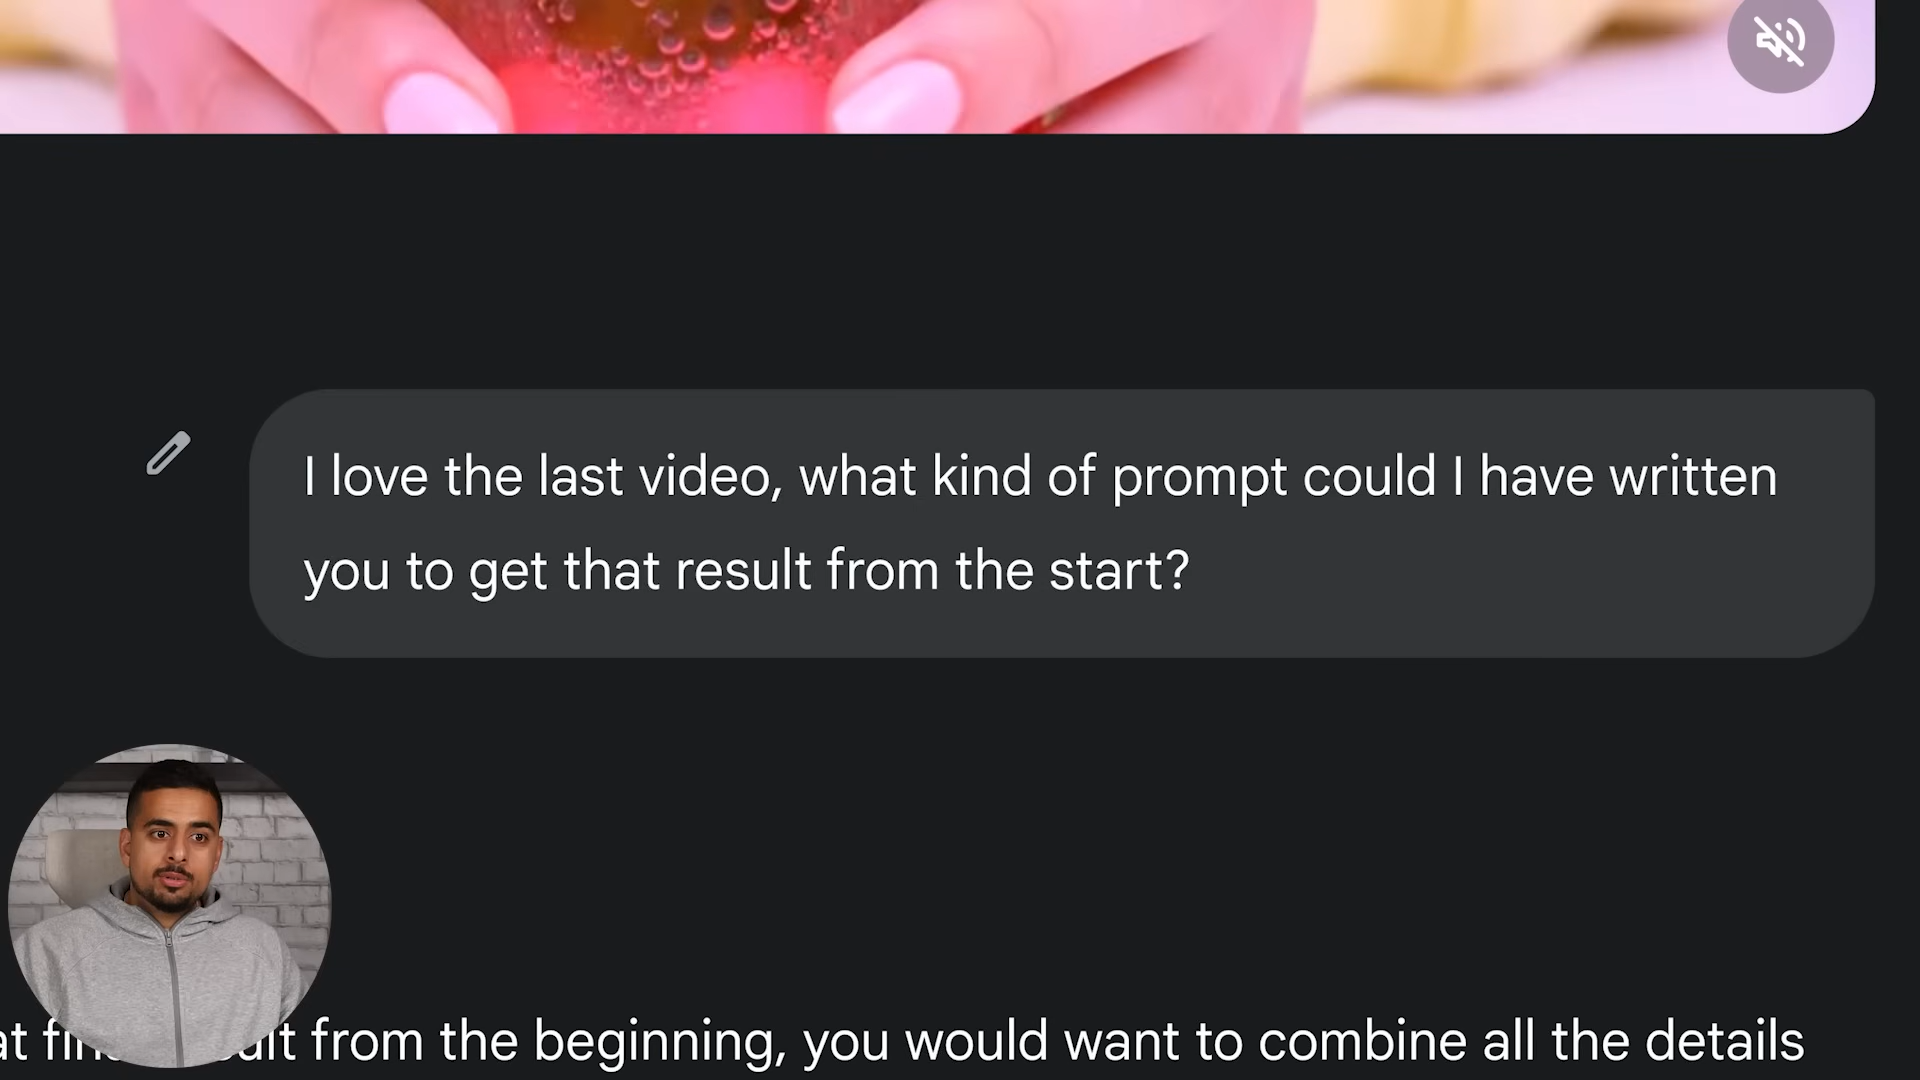 I love the last video, what kind of prompt could I have written
you to get that result from the start?
from the beginning, you would want to combine all the details